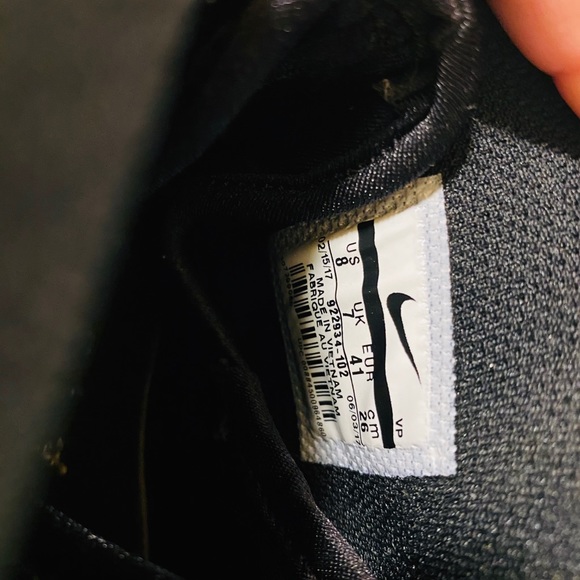 VP
US UK EUR cm
8 7 41 26
02/15/17 922934-102 06/03/17
MADE IN VIETNAM
FABRIQUE AU VIETNAM